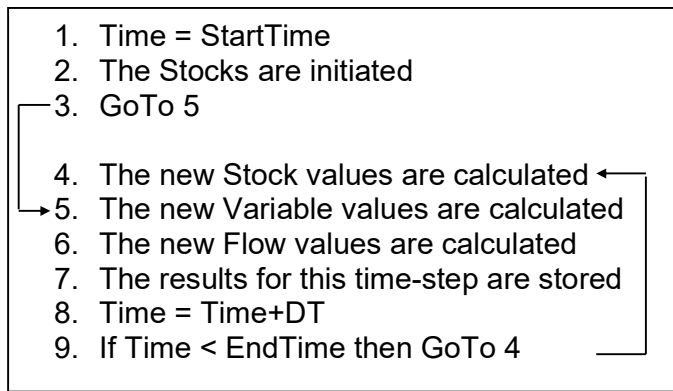 1. Time = StartTime
2. The Stocks are initiated
3. GoTo 5
4. The new Stock values are calculated
5. The new Variable values are calculated
6. The new Flow values are calculated
7. The results for this time-step are stored
8. Time = Time+DT
9. If Time < EndTime then GoTo 4